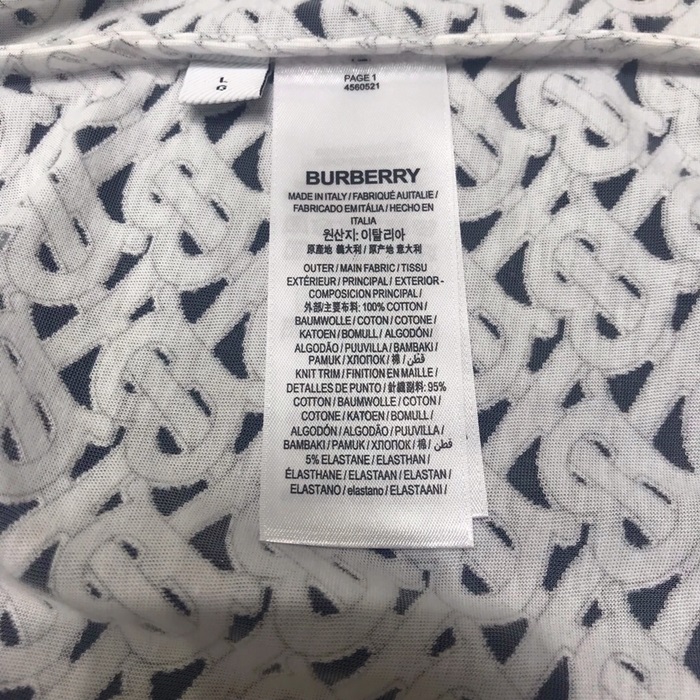 L
G
PAGE 1
4560521
BURBERRY
MADE IN ITALY / FABRIQUÉ AUITALIE /
FABRICADO EM ITÁLIA / HECHO EN
ITALIA
원산지: 이탈리아
原產地 義大利 / 原产地 意大利
OUTER / MAIN FABRIC / TISSU
EXTÉRIEUR / PRINCIPAL / EXTERIOR -
COMPOSICION PRINCIPAL /
外部/主要布料: 100% COTTON /
BAUMWOLLE / COTON / COTONE /
KATOEN / BOMULL / ALGODÓN /
ALGODÃO / PUUVILLA / BAMBAKI /
PAMUK / ХЛОПОК / 棉 / قطن /
KNIT TRIM / FINITION EN MAILLE /
DETALLES DE PUNTO / 針織副料: 95%
COTTON / BAUMWOLLE / COTON /
COTONE / KATOEN / BOMULL /
ALGODÓN / ALGODÃO / PUUVILLA /
BAMBAKI / PAMUK / ХЛОПОК / 棉 / قطن /
5% ELASTANE / ELASTHAN /
ÉLASTHANE / ELASTAAN / ELASTAN /
ELASTANO / elastano / ELASTAANI /